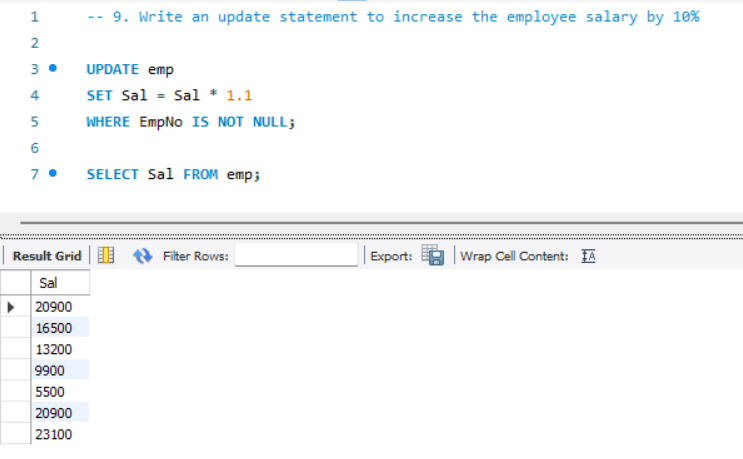 1 -- 9. Write an update statement to increase the employee salary by 10%
2
3 UPDATE emp
4 SET Sal = Sal * 1.1
5 WHERE EmpNo IS NOT NULL;
6
7 SELECT Sal FROM emp;
Result Grid Filter Rows: Export: Wrap Cell Content: IA
Sal
20900
16500
13200
9900
5500
20900
23100